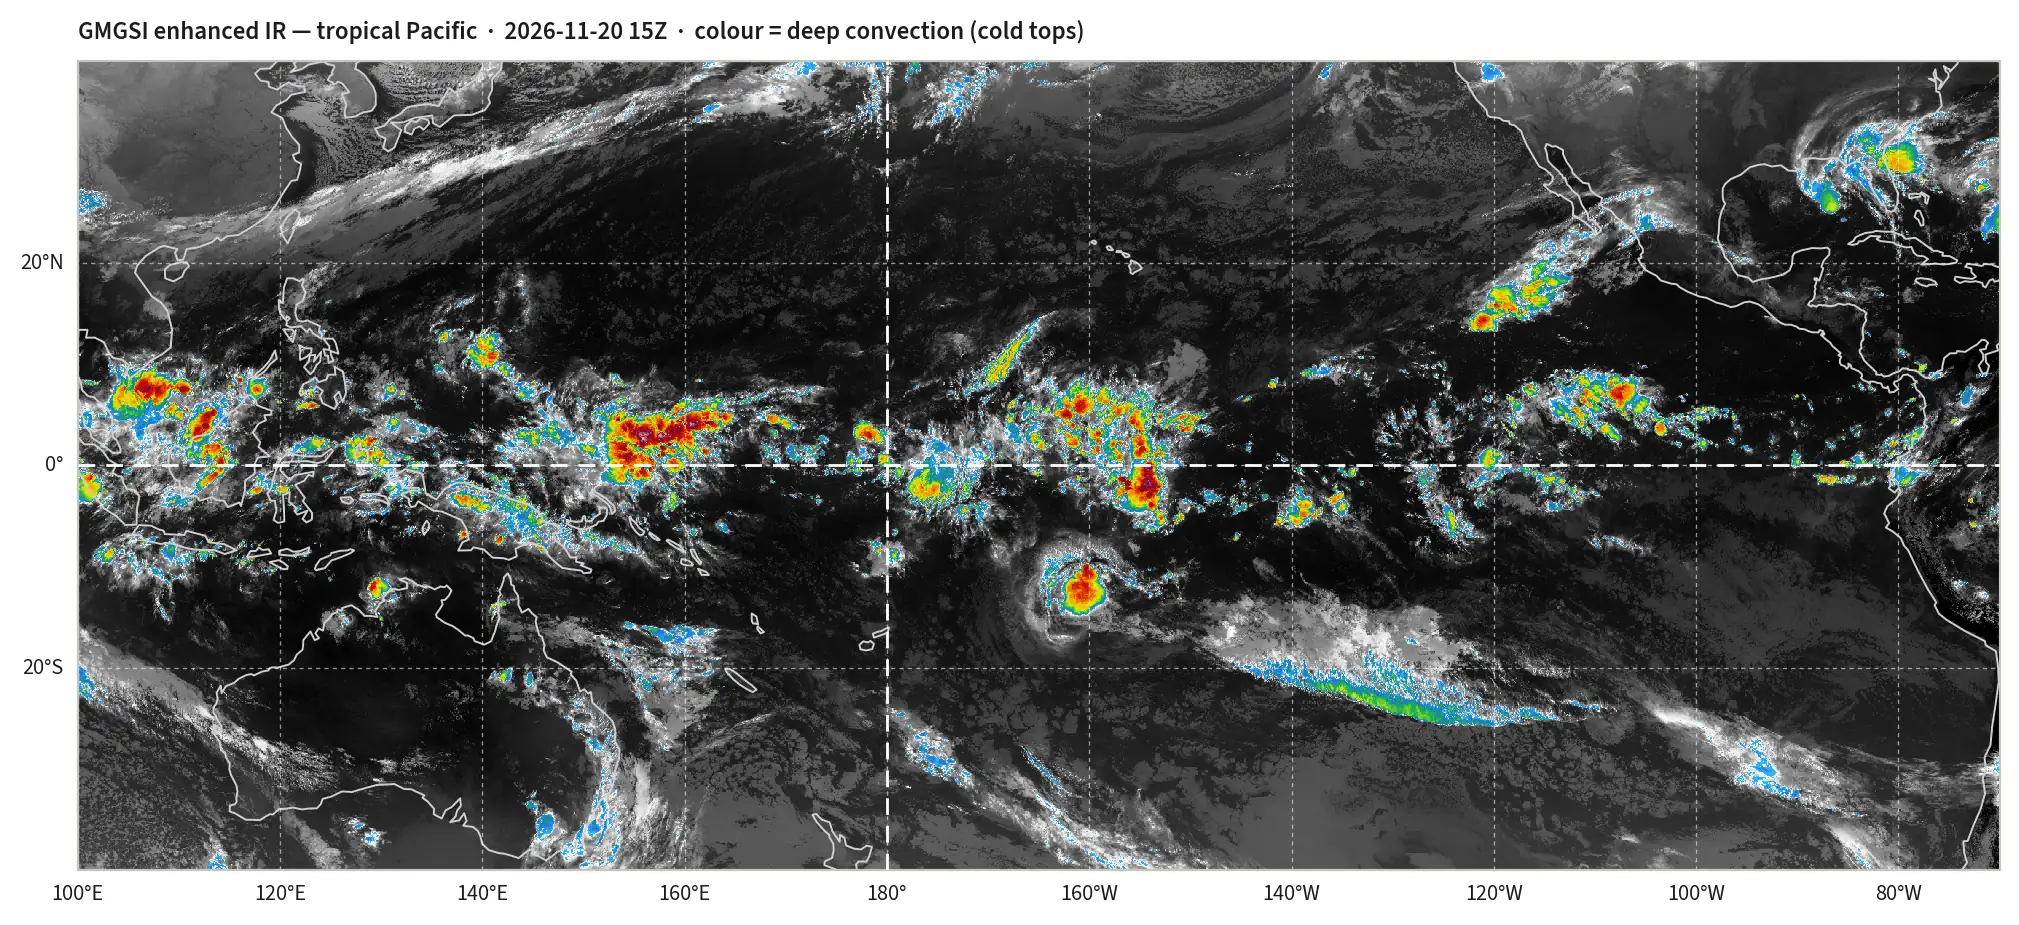 GMGSI enhanced IR — tropical Pacific · 2026-11-20 15Z · colour = deep convection (cold tops)
20°N
0°
20°S
100°E 120°E 140°E 160°E 180° 160°W 140°W 120°W 100°W 80°W